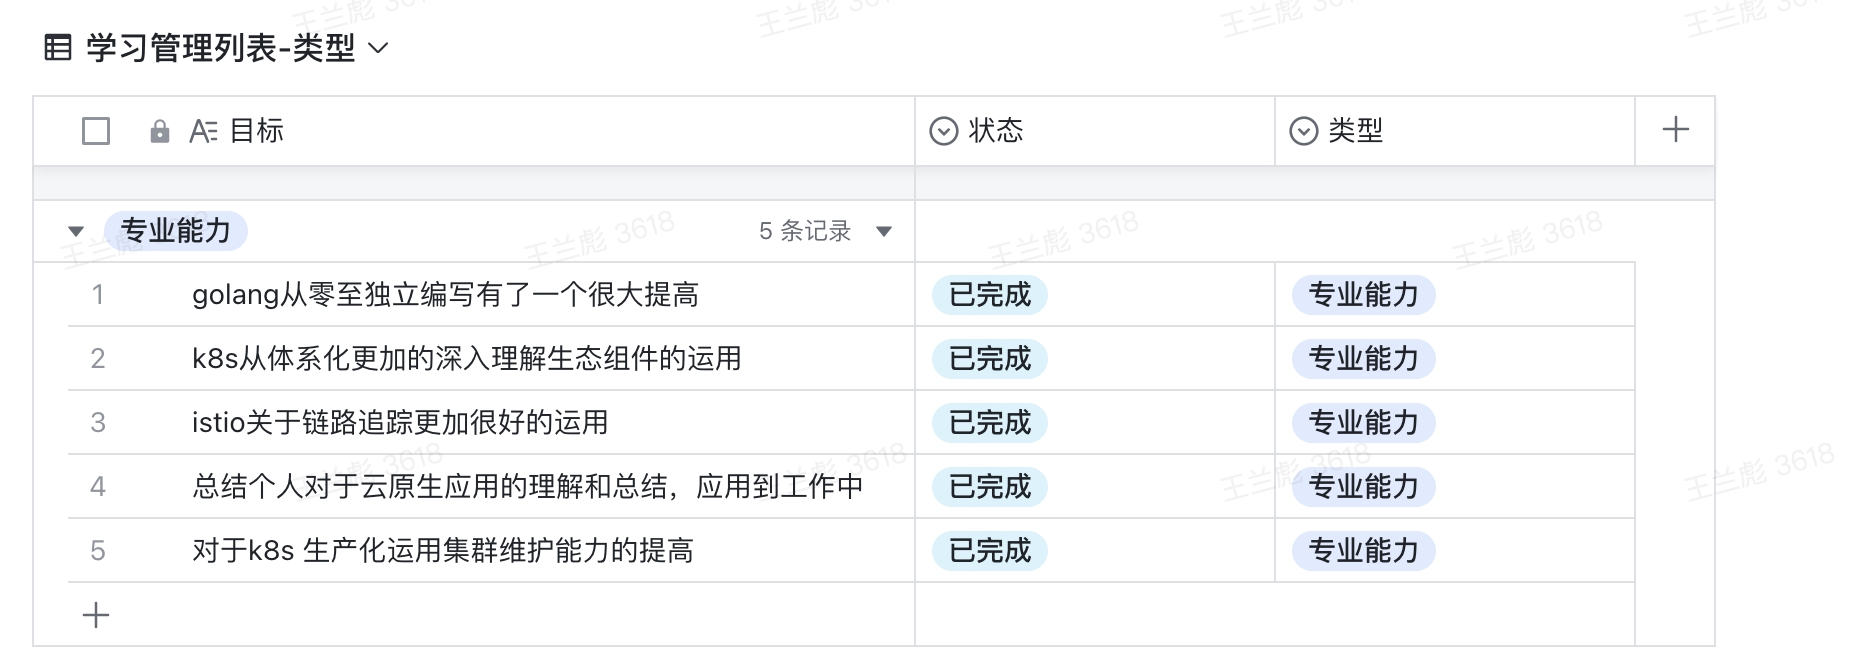 学习管理列表-类型
目标 状态 类型
专业能力 5 条记录
1 golang从零至独立编写有了一个很大提高 已完成 专业能力
2 k8s从体系化更加的深入理解生态组件的运用 已完成 专业能力
3 istio关于链路追踪更加很好的运用 已完成 专业能力
4 总结个人对于云原生应用的理解和总结，应用到工作中 已完成 专业能力
5 对于k8s 生产化运用集群维护能力的提高 已完成 专业能力
王兰彪 3618